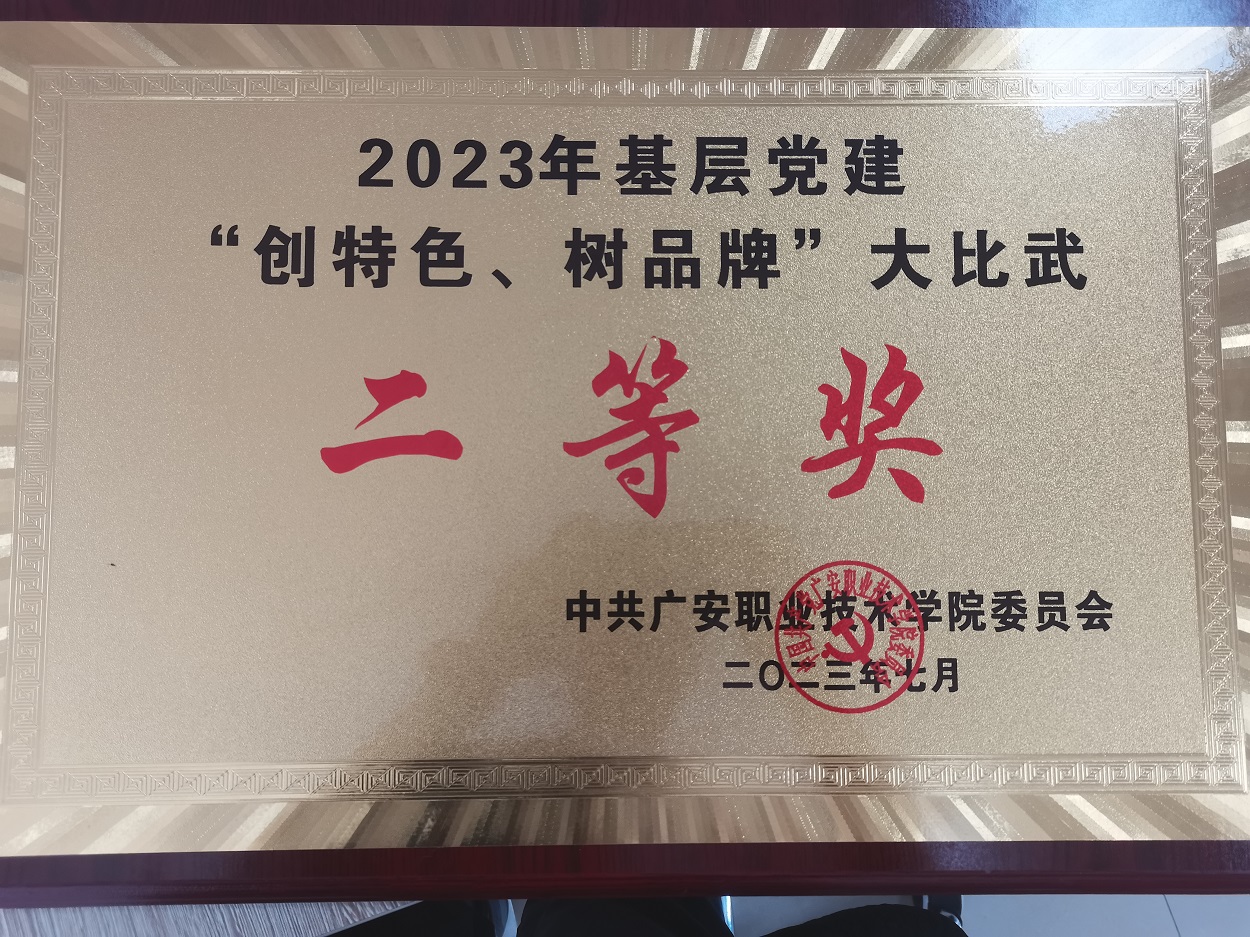 2023年基层党建
“创特色、树品牌”大比武
二等奖
中共广安职业技术学院委员会
二〇二三年七月